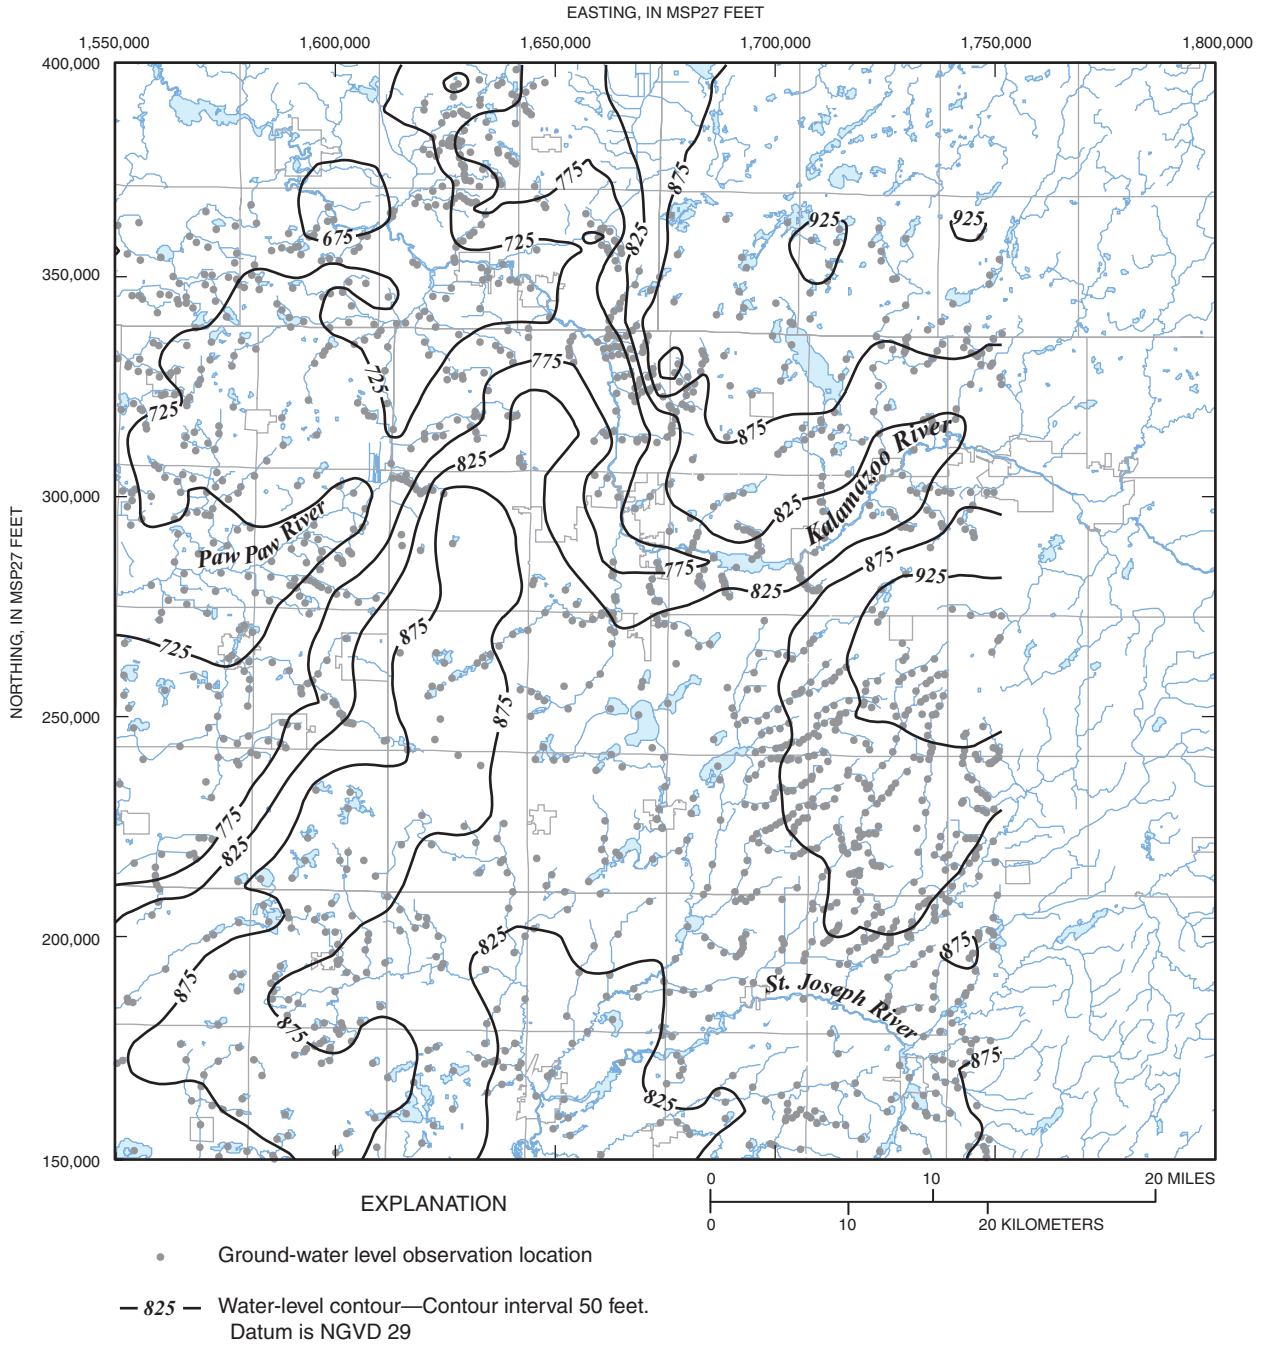 EASTING, IN MSP27 FEET
1,550,000 1,600,000 1,650,000 1,700,000 1,750,000 1,800,000
400,000
775
875
925
925
675
725
825
350,000
775
725
725
875
825
Kalamazoo River
300,000
825
NORTHING, IN MSP27 FEET
Paw Paw River
775
875
925
825
875
725
875
250,000
775
825
200,000
825
875
875
St. Joseph River
875
875
825
150,000
0 10 20 MILES
EXPLANATION
0 10 20 KILOMETERS
Ground-water level observation location
825 Water-level contour—Contour interval 50 feet.
Datum is NGVD 29